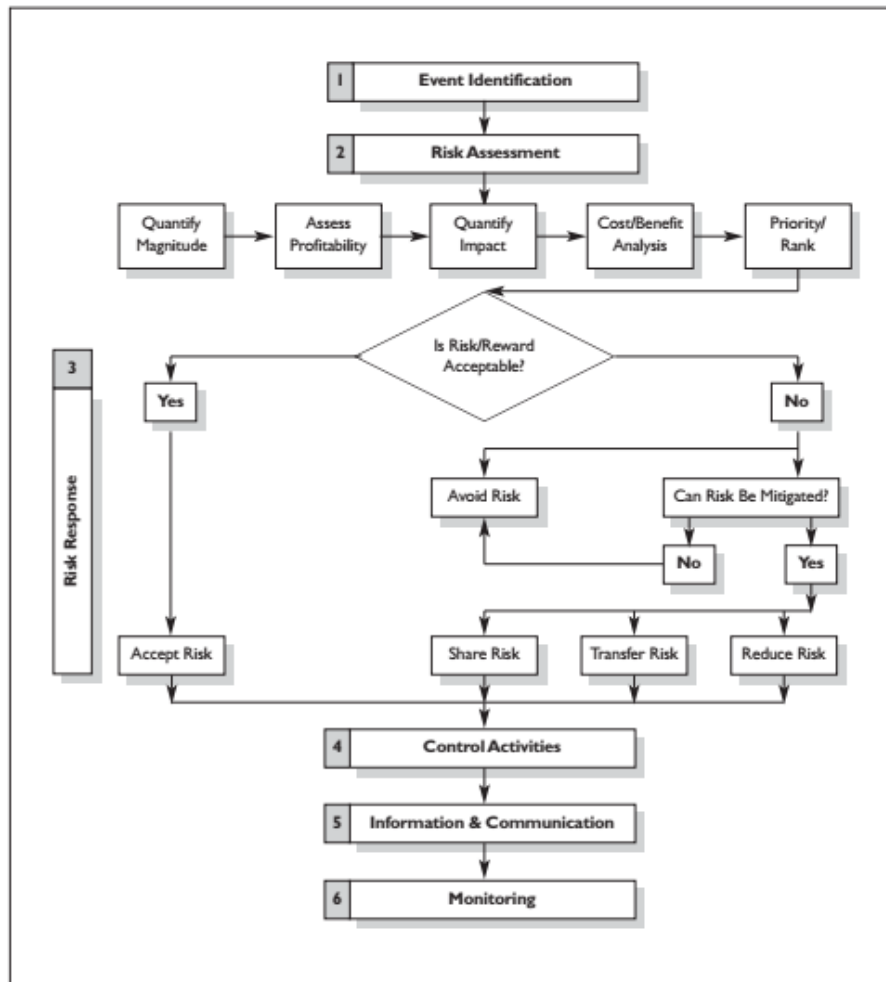 1 Event Identification
2 Risk Assessment
Quantify
Magnitude
Assess
Profitability
Quantify
Impact
Cost/Benefit
Analysis
Priority/
Rank
Is Risk/Reward
Acceptable?
3
Risk Response
Yes
No
Avoid Risk
Can Risk Be Mitigated?
No
Yes
Accept Risk
Share Risk
Transfer Risk
Reduce Risk
4 Control Activities
5 Information & Communication
6 Monitoring